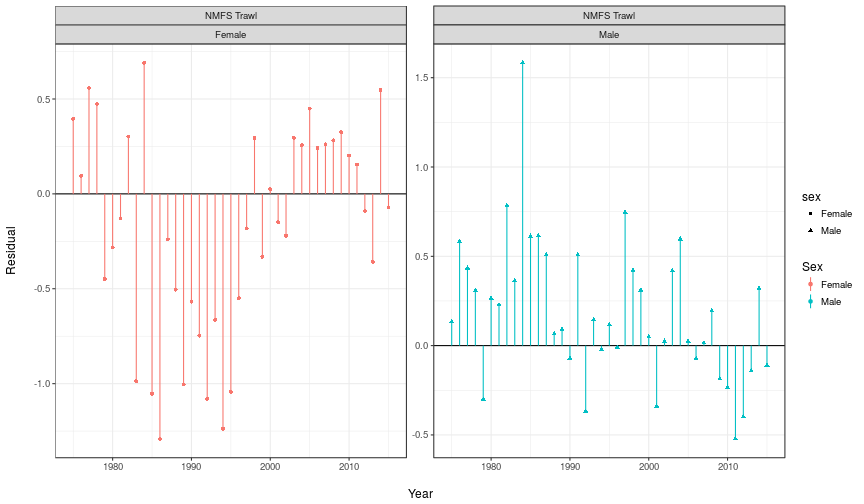 NMFS Trawl
Female
NMFS Trawl
Male
0.5
0.0
-0.5
-1.0
1.5
1.0
0.5
0.0
-0.5
1980
1990
2000
2010
1980
1990
2000
2010
Residual
Year
sex
Female
Male
Sex
Female
Male